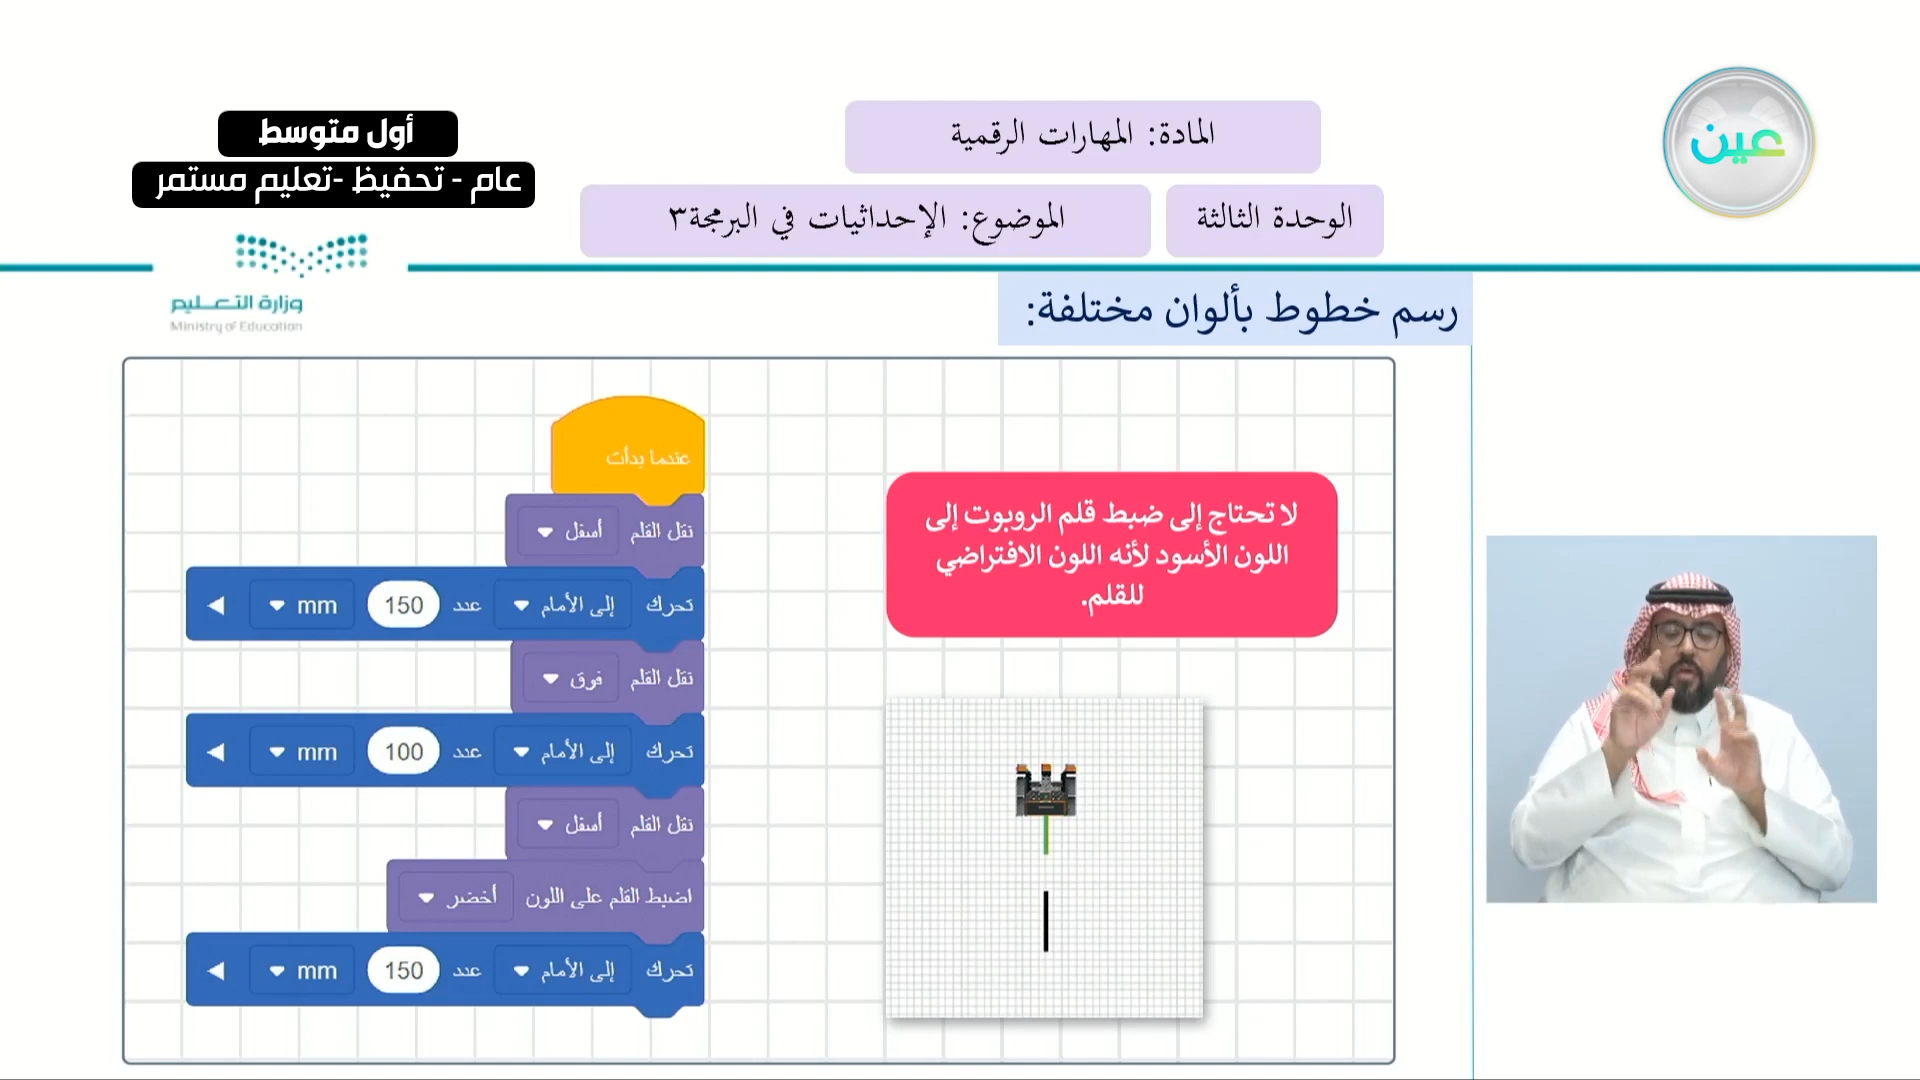 عين
المادة: المهارات الرقمية
الوحدة الثالثة
الموضوع: الإحداثيات في البرمجة٣
أول متوسط
عام - تحفيظ -تعليم مستمر
وزارة التعليم
Ministry of Education
رسم خطوط بألوان مختلفة:
لا تحتاج إلى ضبط قلم الروبوت إلى
اللون الأسود لأنه اللون الافتراضي
للقلم.
عندما بدأت
نقل القلم أسفل
تحرك إلى الأمام عدد 150 mm
نقل القلم فوق
تحرك إلى الأمام عدد 100 mm
نقل القلم أسفل
اضبط القلم على اللون أخضر
تحرك إلى الأمام عدد 150 mm